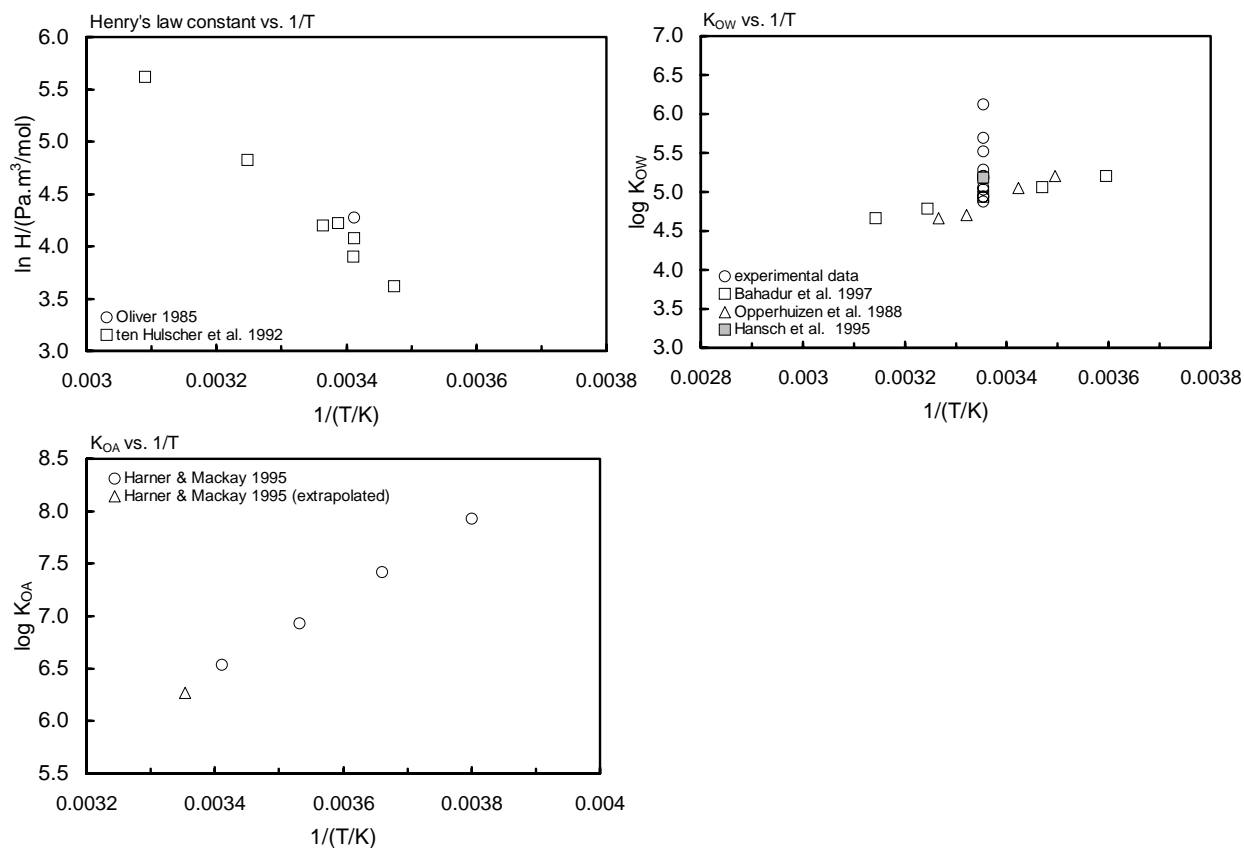 Henry's law constant vs. 1/T
6.0
5.5
5.0
4.5
4.0
3.5
3.0
ln H/(Pa.m³/mol)
Oliver 1985
ten Hulscher et al. 1992
0.003 0.0032 0.0034 0.0036 0.0038
1/(T/K)
K_OW vs. 1/T
7.0
6.5
6.0
5.5
5.0
4.5
4.0
3.5
3.0
log K_OW
experimental data
Bahadur et al. 1997
Opperhuizen et al. 1988
Hansch et al. 1995
0.0028 0.003 0.0032 0.0034 0.0036 0.0038
1/(T/K)
K_OA vs. 1/T
8.5
8.0
7.5
7.0
6.5
6.0
5.5
log K_OA
Harner & Mackay 1995
Harner & Mackay 1995 (extrapolated)
0.0032 0.0034 0.0036 0.0038 0.004
1/(T/K)